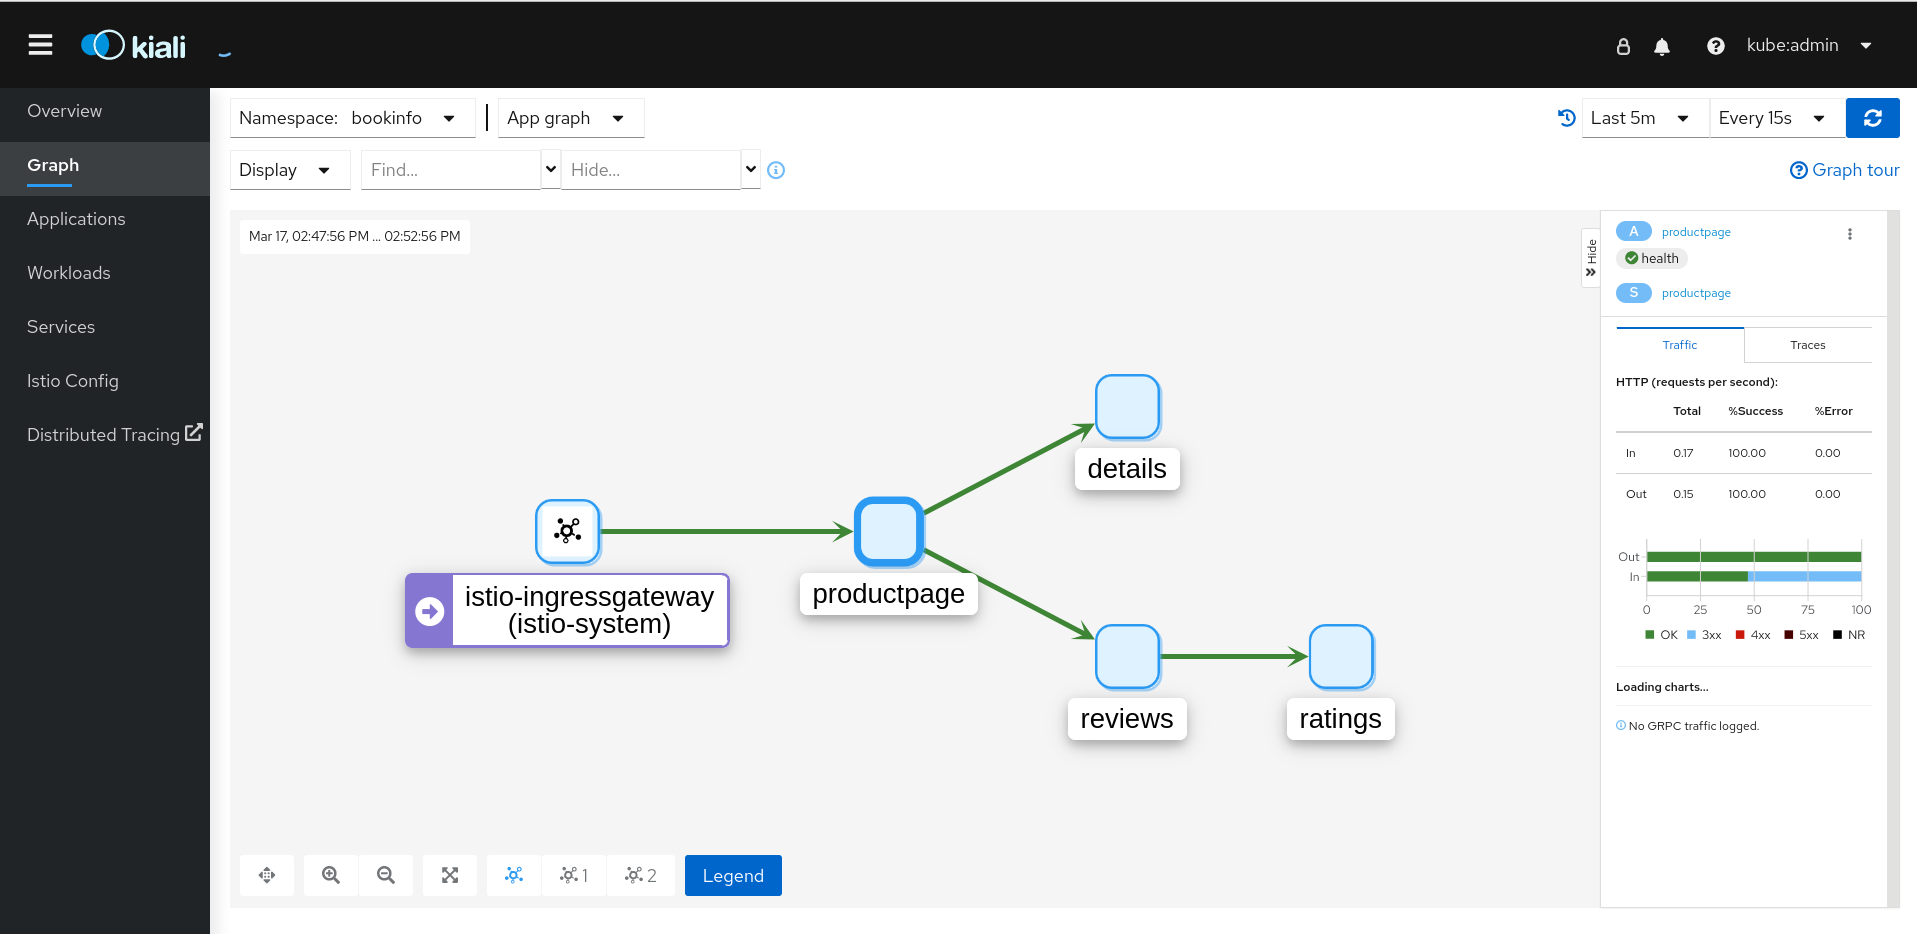 kiali
kube:admin
Overview
Graph
Applications
Workloads
Services
Istio Config
Distributed Tracing
Namespace: bookinfo
App graph
Last 5m
Every 15s
Display
Find...
Hide...
Graph tour
Mar 17, 02:47:56 PM ... 02:52:56 PM
details
istio-ingressgateway
(istio-system)
productpage
reviews
ratings
1
2
Legend
Hide
A productpage
health
S productpage
Traffic Traces
HTTP (requests per second):
Total %Success %Error
In 0.17 100.00 0.00
Out 0.15 100.00 0.00
Out
In
0 25 50 75 100
OK 3xx 4xx 5xx NR
Loading charts...
No GRPC traffic logged.